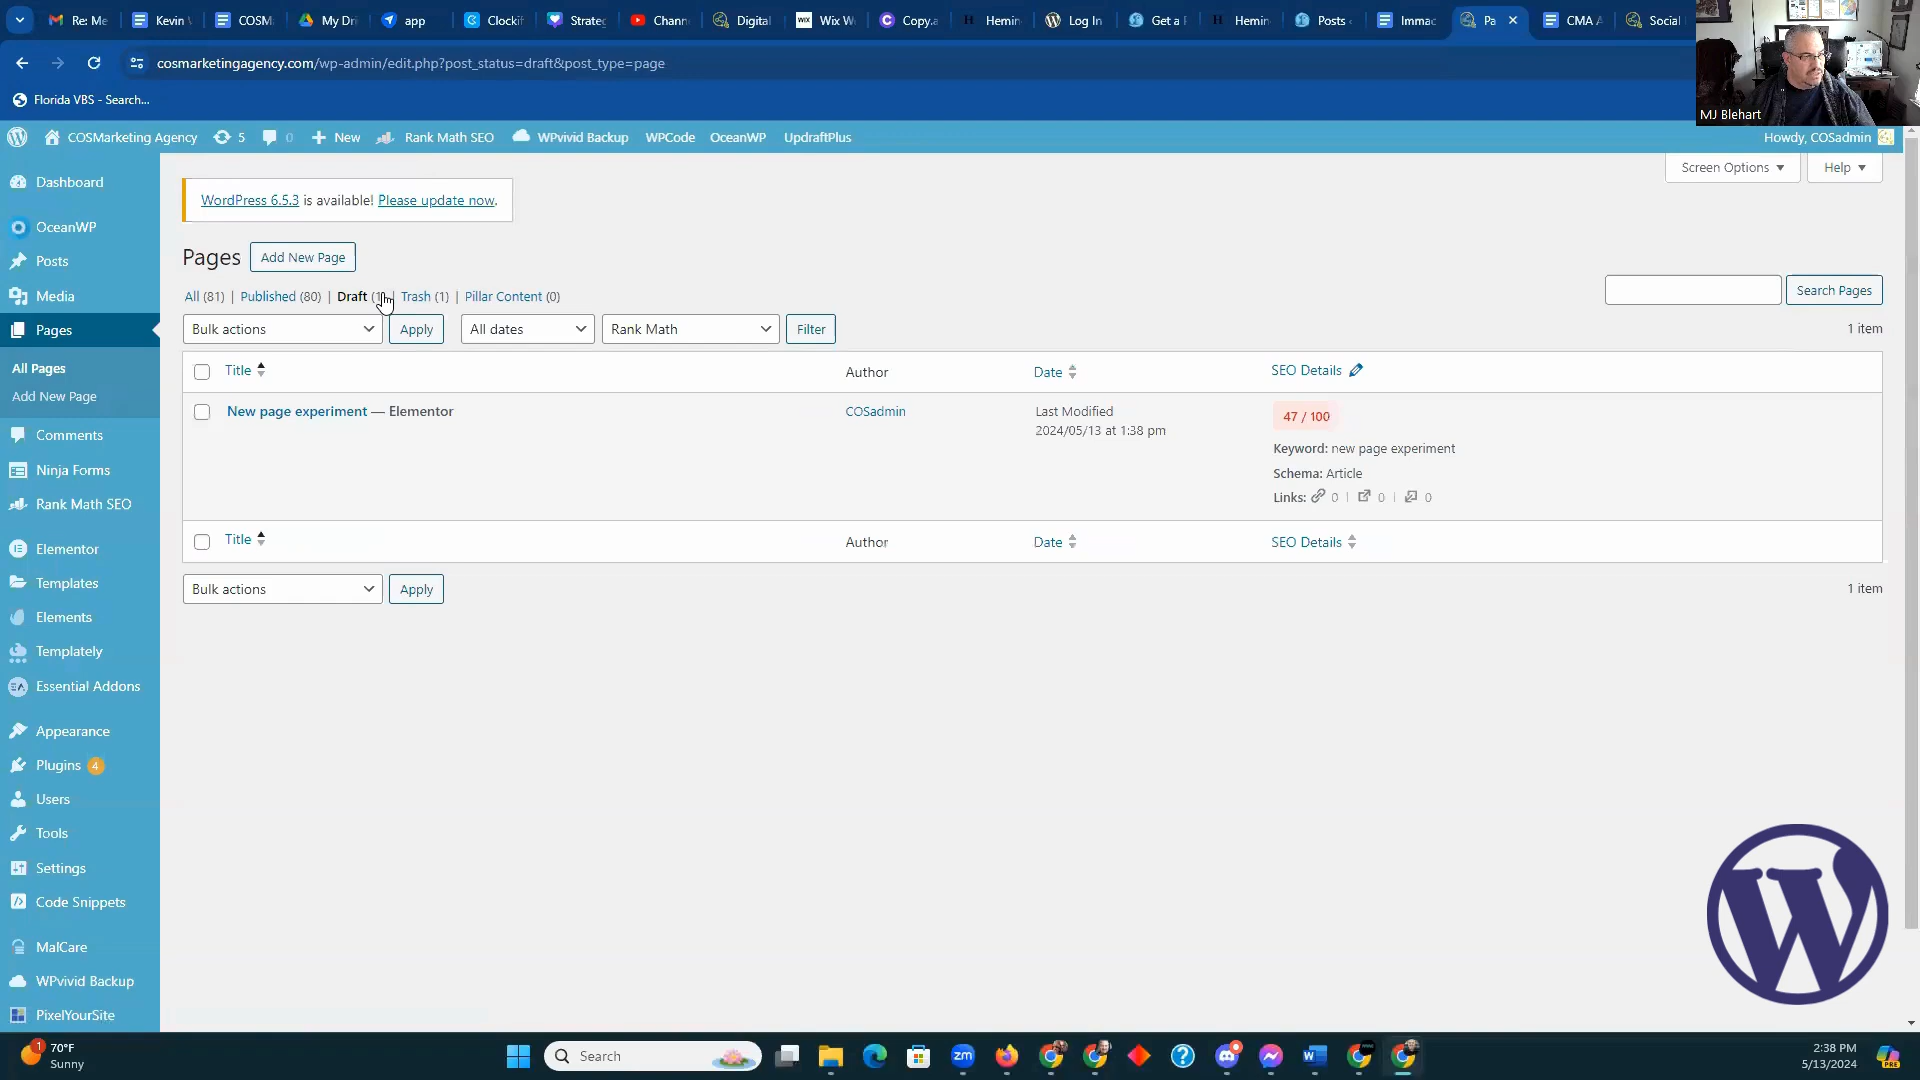 Re: Me
Kevin
COSM
My Dri
app
Clockif
Strateg
Chann
Digital
Wix W
Copy.a
Hemin
Log In
Get a
Hemin
Posts
Immac
Pa
CMA A
Social
cosmarketingagency.com/wp-admin/edit.php?post_status=draft&post_type=page
Florida VBS - Search...
MJ Blehart
COSMarketing Agency 5 0 New Rank Math SEO WPvivid Backup WPCode OceanWP UpdraftPlus Howdy, COSadmin
Screen Options Help
Dashboard
OceanWP
Posts
Media
Pages
All Pages
Add New Page
Comments
Ninja Forms
Rank Math SEO
Elementor
Templates
Elements
Templately
Essential Addons
Appearance
Plugins 4
Users
Tools
Settings
Code Snippets
MalCare
WPvivid Backup
PixelYourSite
WordPress 6.5.3 is available! Please update now.
Pages Add New Page
All (81) | Published (80) | Draft (1) | Trash (1) | Pillar Content (0)
Search Pages
Bulk actions Apply All dates Rank Math Filter 1 item
Title Author Date SEO Details
New page experiment — Elementor COSadmin Last Modified 47 / 100
2024/05/13 at 1:38 pm
Keyword: new page experiment
Schema: Article
Links: 0 | 0 | 0
Title Author Date SEO Details
Bulk actions Apply 1 item
1 70°F
Sunny
Search
zm
2:38 PM
5/13/2024
PRE